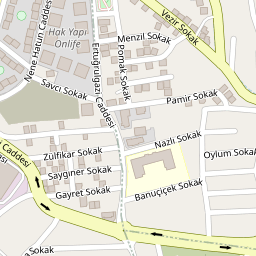 Hak Yapı
Onlife
Nene Hatun Caddesi
Ertuğrulgazi Caddesi
Menzil Sokak
Vezir Sokak
Pomak Sokak
Savcı Sokak
Pamir Sokak
Nazlı Sokak
Oylum Sokak
Zülfikar Sokak
Saygıner Sokak
Gayret Sokak
Banuçiçek Sokak
Caddesi
Sokak